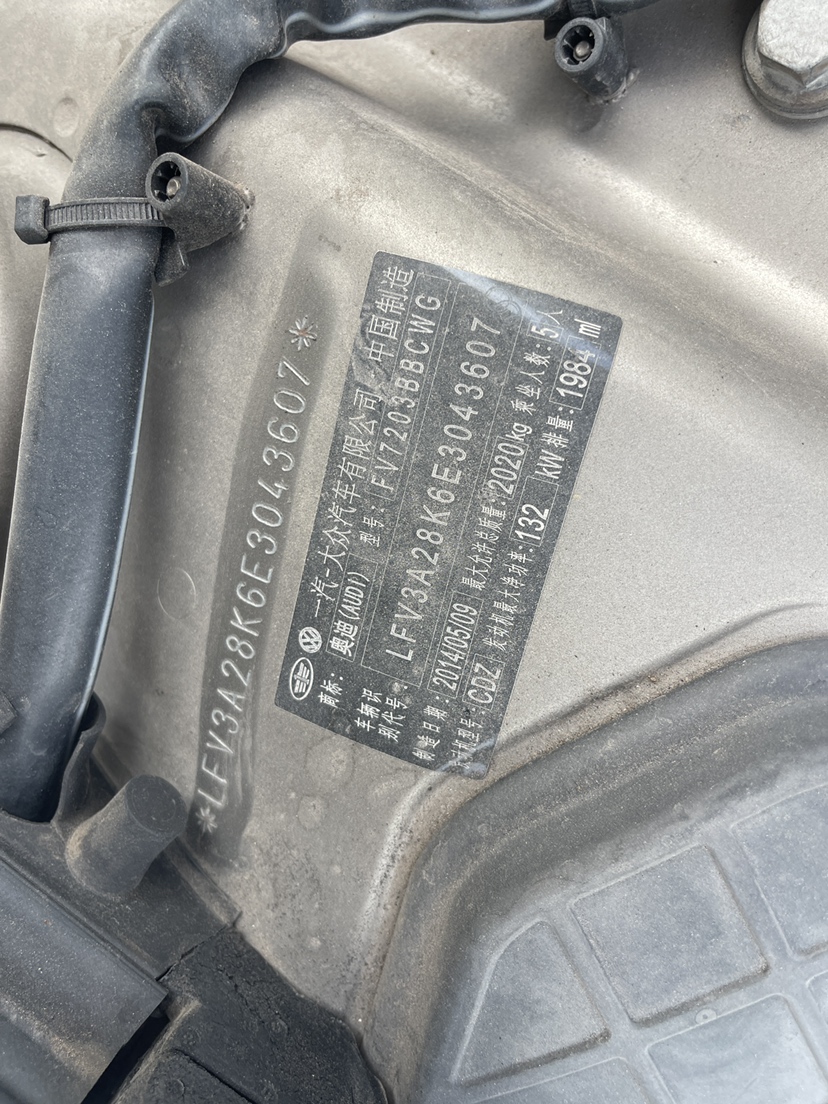 *LFV3A28K6E3043607*
一汽-大众汽车有限公司 中国制造
商标: 奥迪(AUDI) 型号: FV7203BBCWG
车辆识别代号: LFV3A28K6E3043607
制造日期: 2014/05/09 最大允许总质量: 2020kg 乘坐人数: 5人
发动机型号: CDZ 发动机最大净功率: 132 kW 排量: 1984 ml